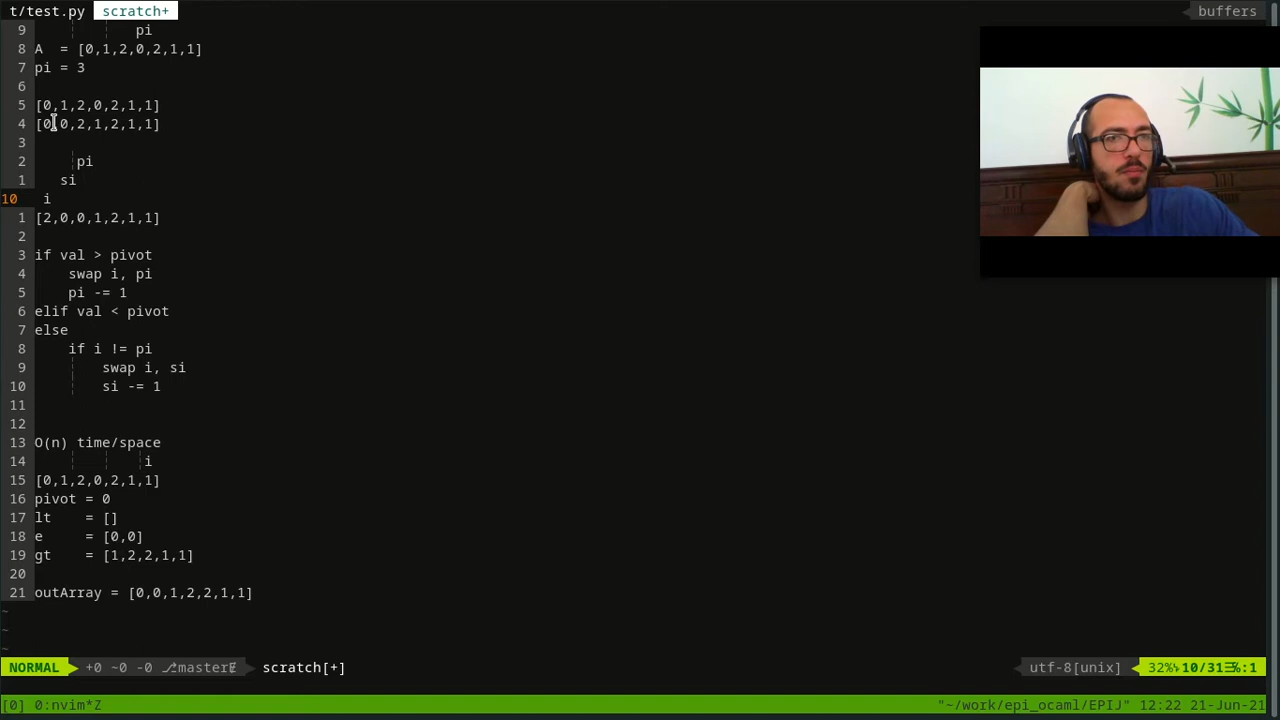 t/test.py scratch+ buffers
9 pi
8 A = [0,1,2,0,2,1,1]
7 pi = 3
6
5 [0,1,2,0,2,1,1]
4 [0,0,2,1,2,1,1]
3
2 pi
1 si
10 i
1 [2,0,0,1,2,1,1]
2
3 if val > pivot
4 swap i, pi
5 pi -= 1
6 elif val < pivot
7 else
8 if i != pi
9 swap i, si
10 si -= 1
11
12
13 O(n) time/space
14 i
15 [0,1,2,0,2,1,1]
16 pivot = 0
17 lt = []
18 e = [0,0]
19 gt = [1,2,2,1,1]
20
21 outArray = [0,0,1,2,2,1,1]
~
~
~
NORMAL +0 ~0 -0 master scratch[+] utf-8[unix] 32% 10/31 :1
[0] 0:nvim*Z "~/work/epi_ocaml/EPIJ" 12:22 21-Jun-21